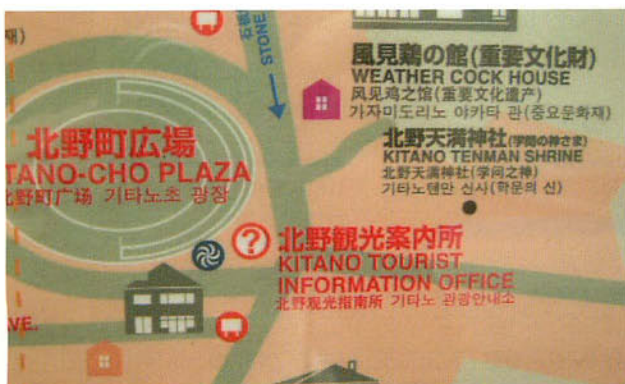 石畳
STONE
風見鶏の館(重要文化財)
WEATHER COCK HOUSE
风见鸡之馆(重要文化遗产)
가자미도리노 야카타 관(중요문화재)
北野町広場
TANO-CHO PLAZA
北野町广场 기타노초 광장
北野天満神社(学問の神さま)
KITANO TENMAN SHRINE
北野天满神社(学问之神)
기타노텐만 신사(학문의 신)
?
北野観光案内所
KITANO TOURIST
INFORMATION OFFICE
北野观光指南所 기타노 관광안내소
VE.